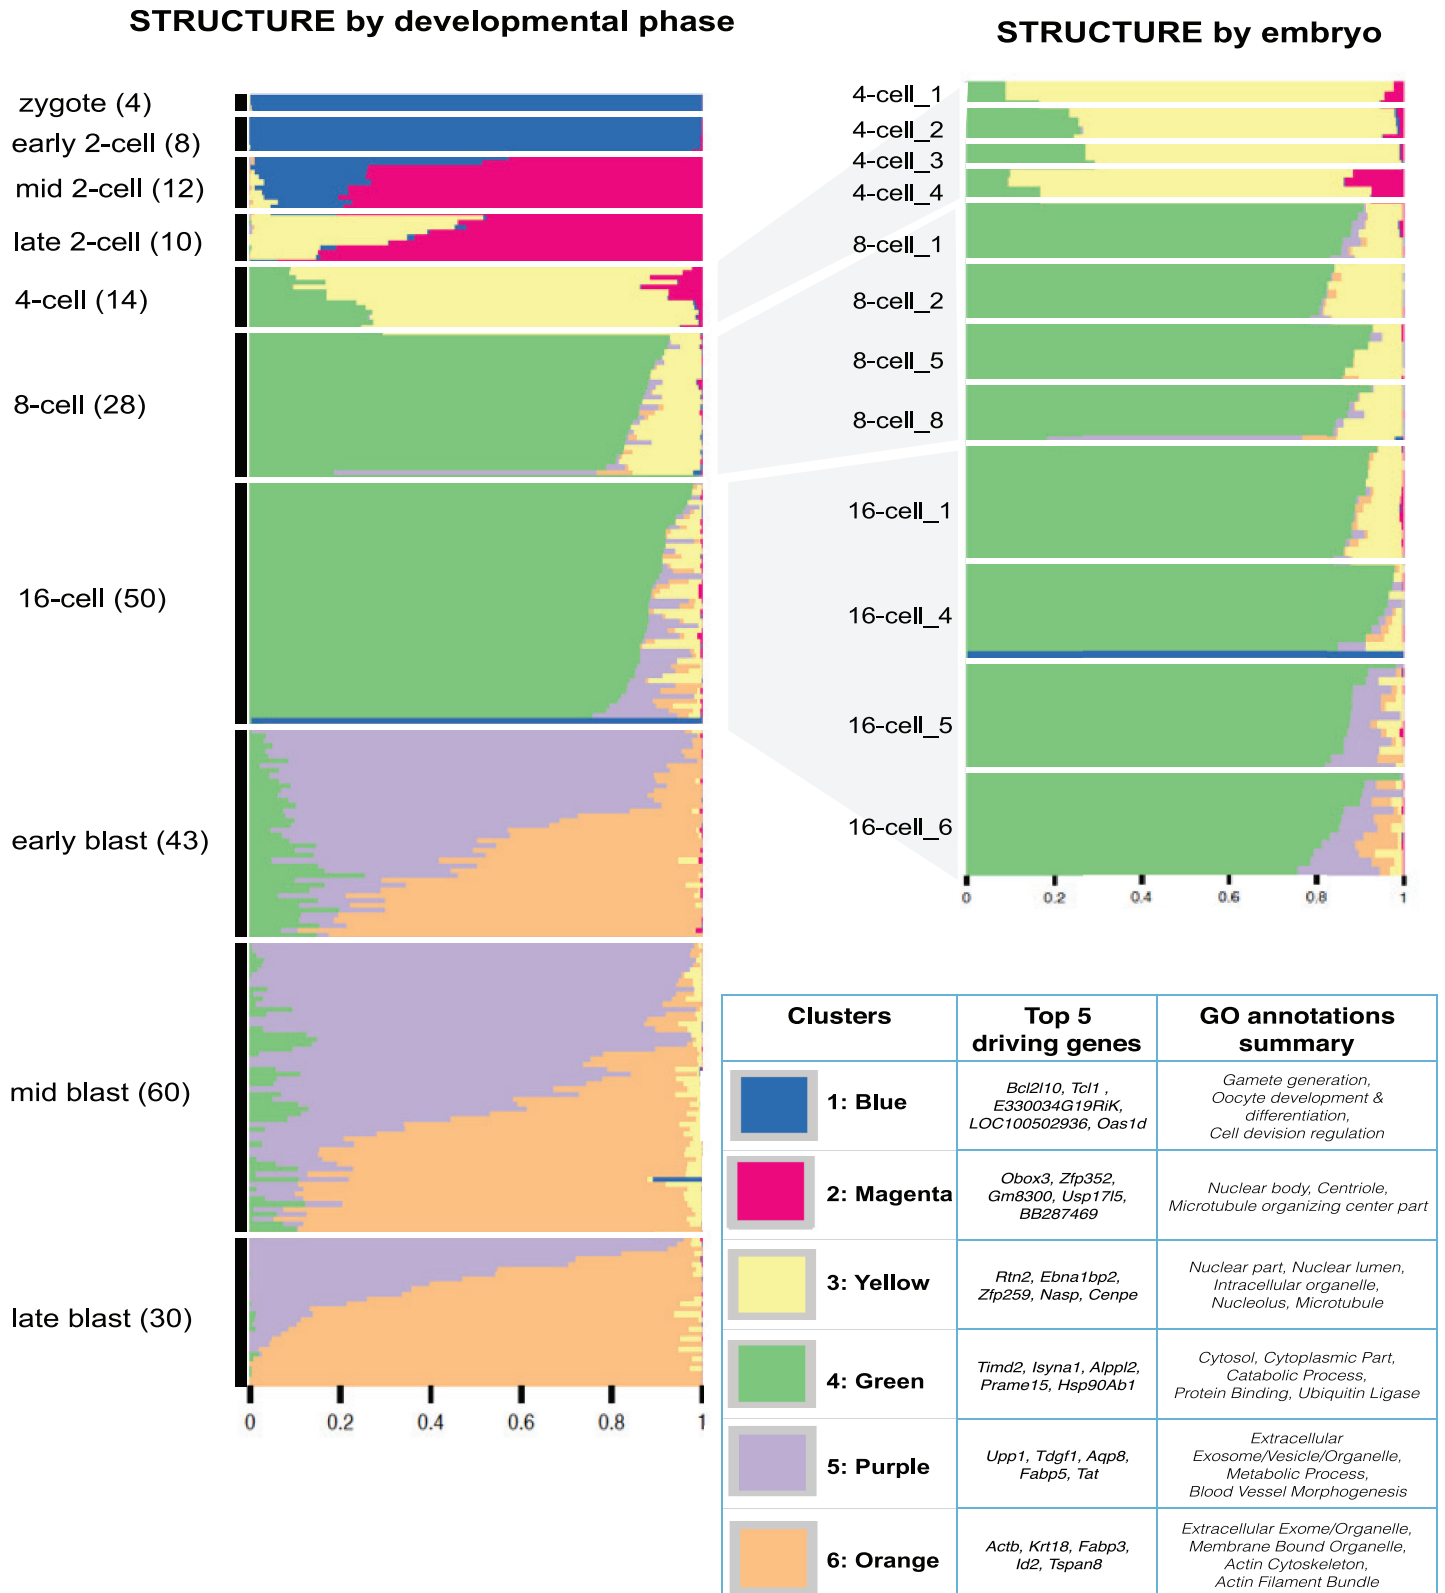 STRUCTURE by developmental phase
zygote (4)
early 2-cell (8)
mid 2-cell (12)
late 2-cell (10)
4-cell (14)
8-cell (28)
16-cell (50)
early blast (43)
mid blast (60)
late blast (30)
0 0.2 0.4 0.6 0.8 1
STRUCTURE by embryo
4-cell_1
4-cell_2
4-cell_3
4-cell_4
8-cell_1
8-cell_2
8-cell_5
8-cell_8
16-cell_1
16-cell_4
16-cell_5
16-cell_6
0 0.2 0.4 0.6 0.8 1
Clusters
Top 5
driving genes
GO annotations
summary
1: Blue
Bcl2l10, Tcl1 ,
E330034G19RiK,
LOC100502936, Oas1d
Gamete generation,
Oocyte development &
differentiation,
Cell devision regulation
2: Magenta
Obox3, Zfp352,
Gm8300, Usp17l5,
BB287469
Nuclear body, Centriole,
Microtubule organizing center part
3: Yellow
Rtn2, Ebna1bp2,
Zfp259, Nasp, Cenpe
Nuclear part, Nuclear lumen,
Intracellular organelle,
Nucleolus, Microtubule
4: Green
Timd2, Isyna1, Alppl2,
Prame15, Hsp90Ab1
Cytosol, Cytoplasmic Part,
Catabolic Process,
Protein Binding, Ubiquitin Ligase
5: Purple
Upp1, Tdgf1, Aqp8,
Fabp5, Tat
Extracellular
Exosome/Vesicle/Organelle,
Metabolic Process,
Blood Vessel Morphogenesis
6: Orange
Actb, Krt18, Fabp3,
Id2, Tspan8
Extracellular Exome/Organelle,
Membrane Bound Organelle,
Actin Cytoskeleton,
Actin Filament Bundle